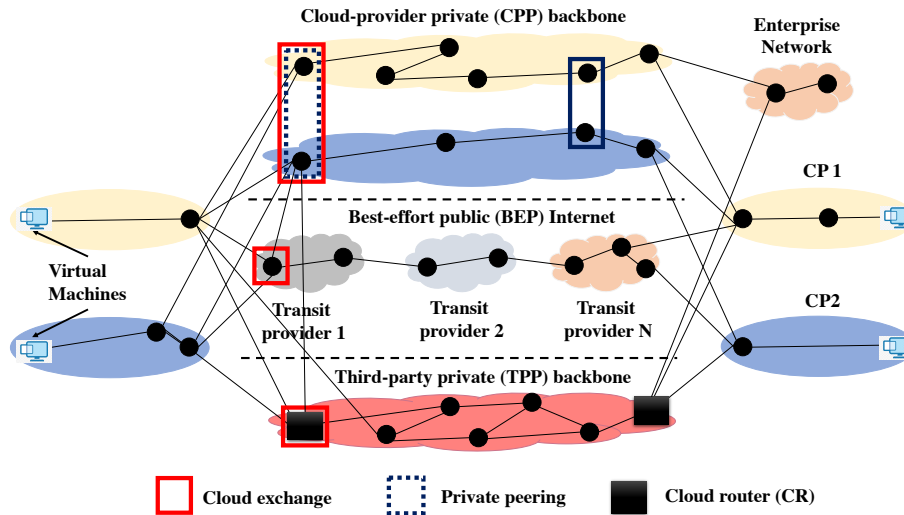 Cloud-provider private (CPP) backbone
Enterprise
Network
CP 1
Best-effort public (BEP) Internet
Virtual
Machines
Transit
provider 1
Transit
provider 2
Transit
provider N
CP2
Third-party private (TPP) backbone
Cloud exchange
Private peering
Cloud router (CR)